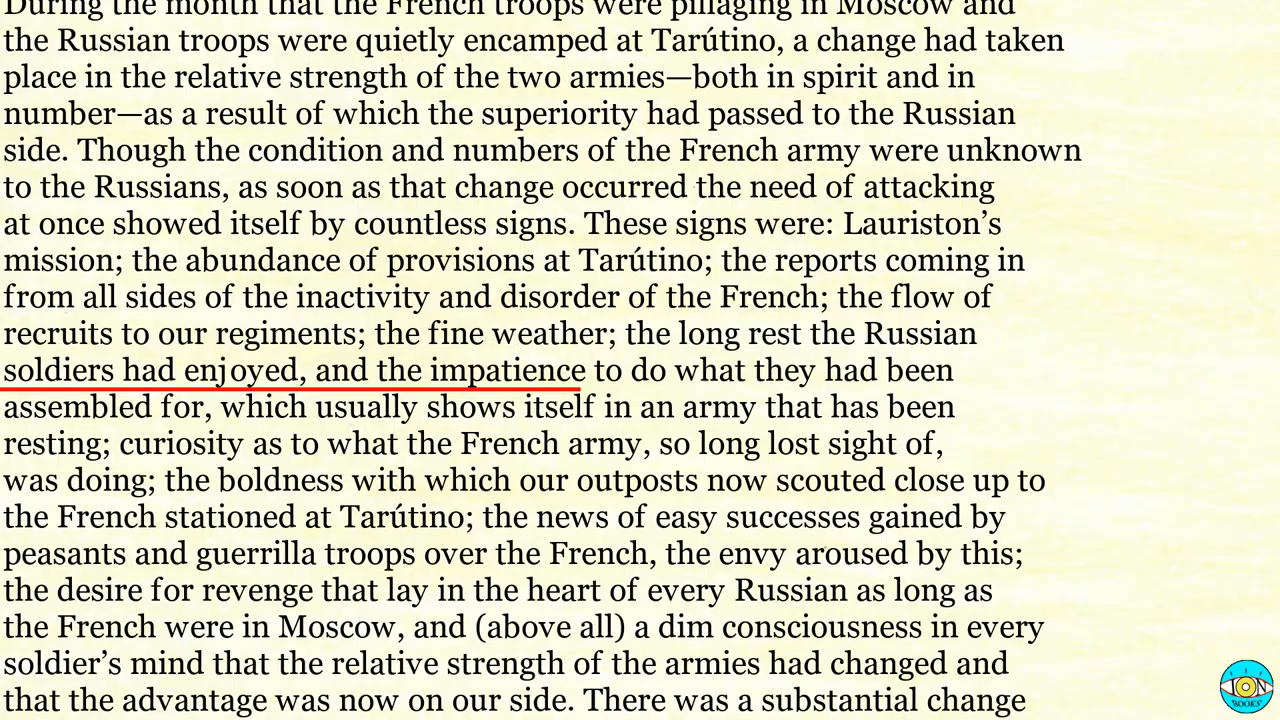 During the month that the French troops were pillaging in Moscow and
the Russian troops were quietly encamped at Tarútino, a change had taken
place in the relative strength of the two armies—both in spirit and in
number—as a result of which the superiority had passed to the Russian
side. Though the condition and numbers of the French army were unknown
to the Russians, as soon as that change occurred the need of attacking
at once showed itself by countless signs. These signs were: Lauriston’s
mission; the abundance of provisions at Tarútino; the reports coming in
from all sides of the inactivity and disorder of the French; the flow of
recruits to our regiments; the fine weather; the long rest the Russian
soldiers had enjoyed, and the impatience to do what they had been
assembled for, which usually shows itself in an army that has been
resting; curiosity as to what the French army, so long lost sight of,
was doing; the boldness with which our outposts now scouted close up to
the French stationed at Tarútino; the news of easy successes gained by
peasants and guerrilla troops over the French, the envy aroused by this;
the desire for revenge that lay in the heart of every Russian as long as
the French were in Moscow, and (above all) a dim consciousness in every
soldier’s mind that the relative strength of the armies had changed and
that the advantage was now on our side. There was a substantial change
ION
BOOKS